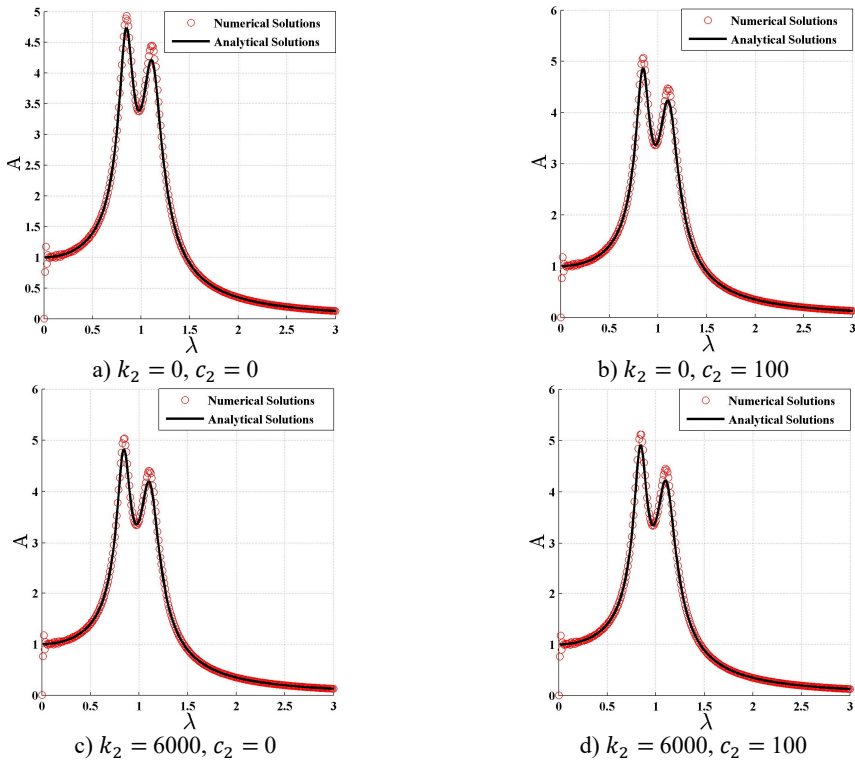 5
4.5
4
3.5
3
2.5
2
1.5
1
0.5
0
A
Numerical Solutions
Analytical Solutions
0 0.5 1 1.5 2 2.5 3
λ
a) k₂ = 0, c₂ = 0
6
5
4
3
2
1
0
A
Numerical Solutions
Analytical Solutions
0 0.5 1 1.5 2 2.5 3
λ
b) k₂ = 0, c₂ = 100
6
5
4
3
2
1
0
A
Numerical Solutions
Analytical Solutions
0 0.5 1 1.5 2 2.5 3
λ
c) k₂ = 6000, c₂ = 0
6
5
4
3
2
1
0
A
Numerical Solutions
Analytical Solutions
0 0.5 1 1.5 2 2.5 3
λ
d) k₂ = 6000, c₂ = 100